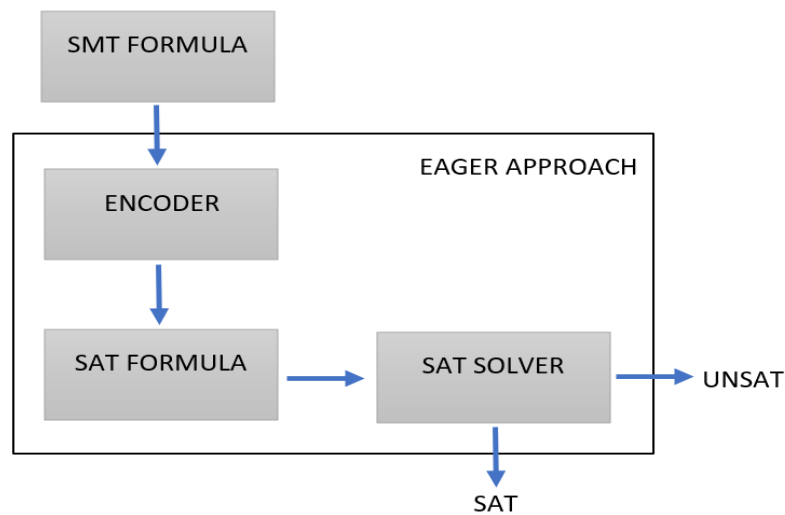 SMT FORMULA
EAGER APPROACH
ENCODER
SAT FORMULA
SAT SOLVER
UNSAT
SAT